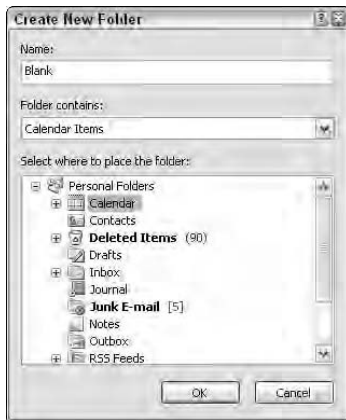 Create New Folder
Name:
Blank
Folder contains:
Calendar Items
Select where to place the folder:
Personal Folders
Calendar
Contacts
Deleted Items (90)
Drafts
Inbox
Journal
Junk E-mail [5]
Notes
Outbox
RSS Feeds
OK Cancel